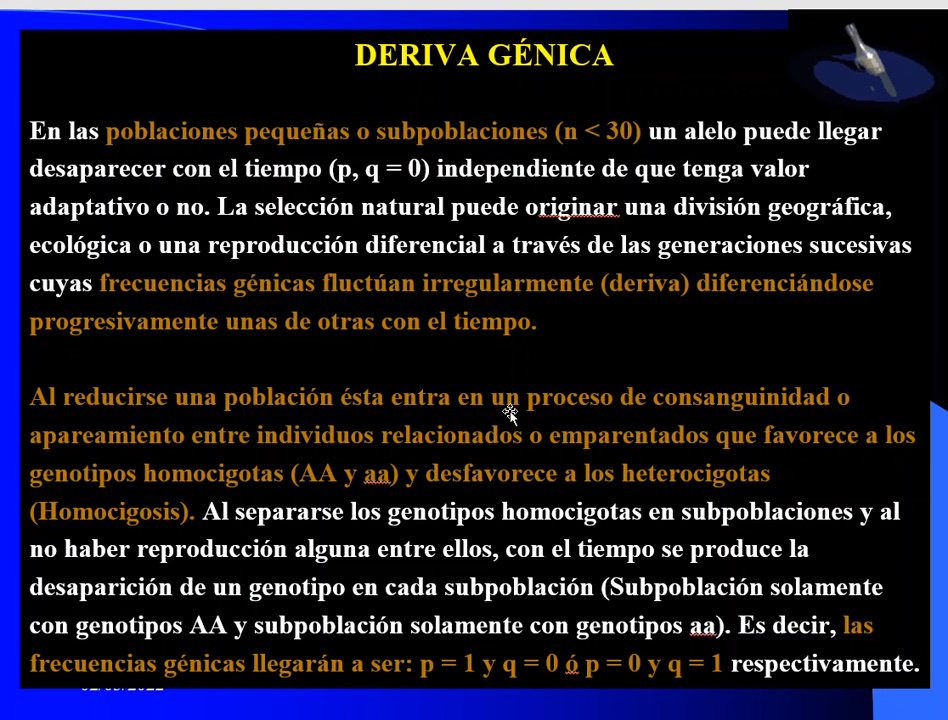 DERIVA GÉNICA
En las poblaciones pequeñas o subpoblaciones (n < 30) un alelo puede llegar
desaparecer con el tiempo (p, q = 0) independiente de que tenga valor
adaptativo o no. La selección natural puede originar una división geográfica,
ecológica o una reproducción diferencial a través de las generaciones sucesivas
cuyas frecuencias génicas fluctúan irregularmente (deriva) diferenciándose
progresivamente unas de otras con el tiempo.
Al reducirse una población ésta entra en un proceso de consanguinidad o
apareamiento entre individuos relacionados o emparentados que favorece a los
genotipos homocigotas (AA y aa) y desfavorece a los heterocigotas
(Homocigosis). Al separarse los genotipos homocigotas en subpoblaciones y al
no haber reproducción alguna entre ellos, con el tiempo se produce la
desaparición de un genotipo en cada subpoblación (Subpoblación solamente
con genotipos AA y subpoblación solamente con genotipos aa). Es decir, las
frecuencias génicas llegarán a ser: p = 1 y q = 0 ó p = 0 y q = 1 respectivamente.